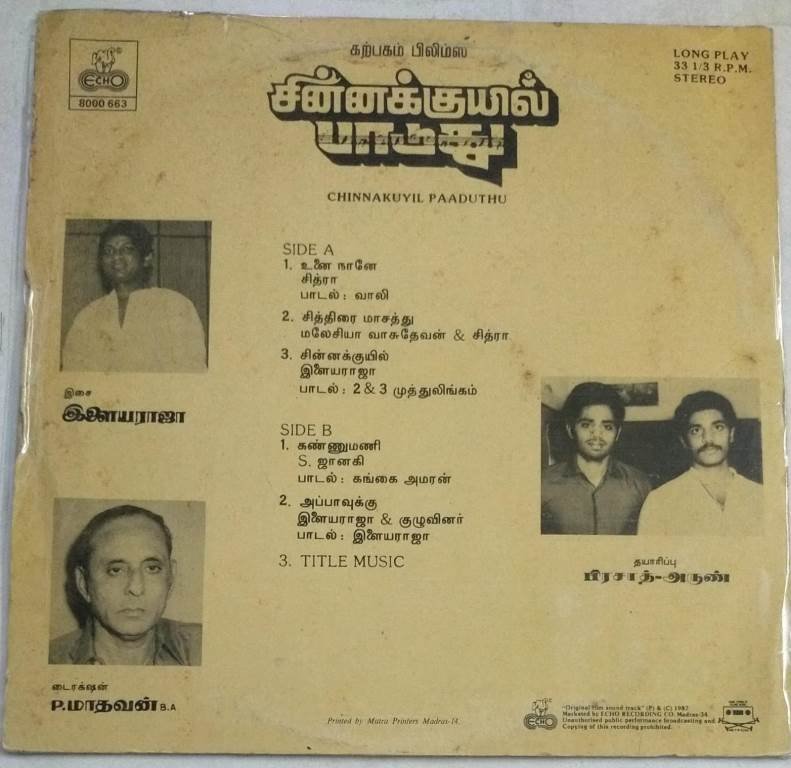 ECHO
8000 663
கற்பகம் பிலிம்ஸ்
LONG PLAY
33 1/3 R.P.M.
STEREO
சின்னக்குயில்
பாடுது
CHINNAKUYIL PAADUTHU
SIDE A
1. உனை நானே
சித்ரா
பாடல் : வாலி
2. சித்திரை மாசத்து
மலேசியா வாசுதேவன் & சித்ரா
3. சின்னக்குயில்
இளையராஜா
பாடல் : 2 & 3 முத்துலிங்கம்
SIDE B
1. கண்ணுமணி
S. ஜானகி
பாடல் : கங்கை அமரன்
2. அப்பாவுக்கு
இளையராஜா & குழுவினர்
பாடல் : இளையராஜா
3. TITLE MUSIC
இசை
இளையராஜா
தயாரிப்பு
பிரசாத்-அருண்
டைரக்ஷன்
P.மாதவன் B.A
Printed by Matra Printers Madras-14.
ECHO
"Original film sound track" (P) & (C) 1987
Marketed by ECHO RECORDING CO. Madras-34.
Unauthorised public performance broadcasting and
Copying of this recording prohibited.